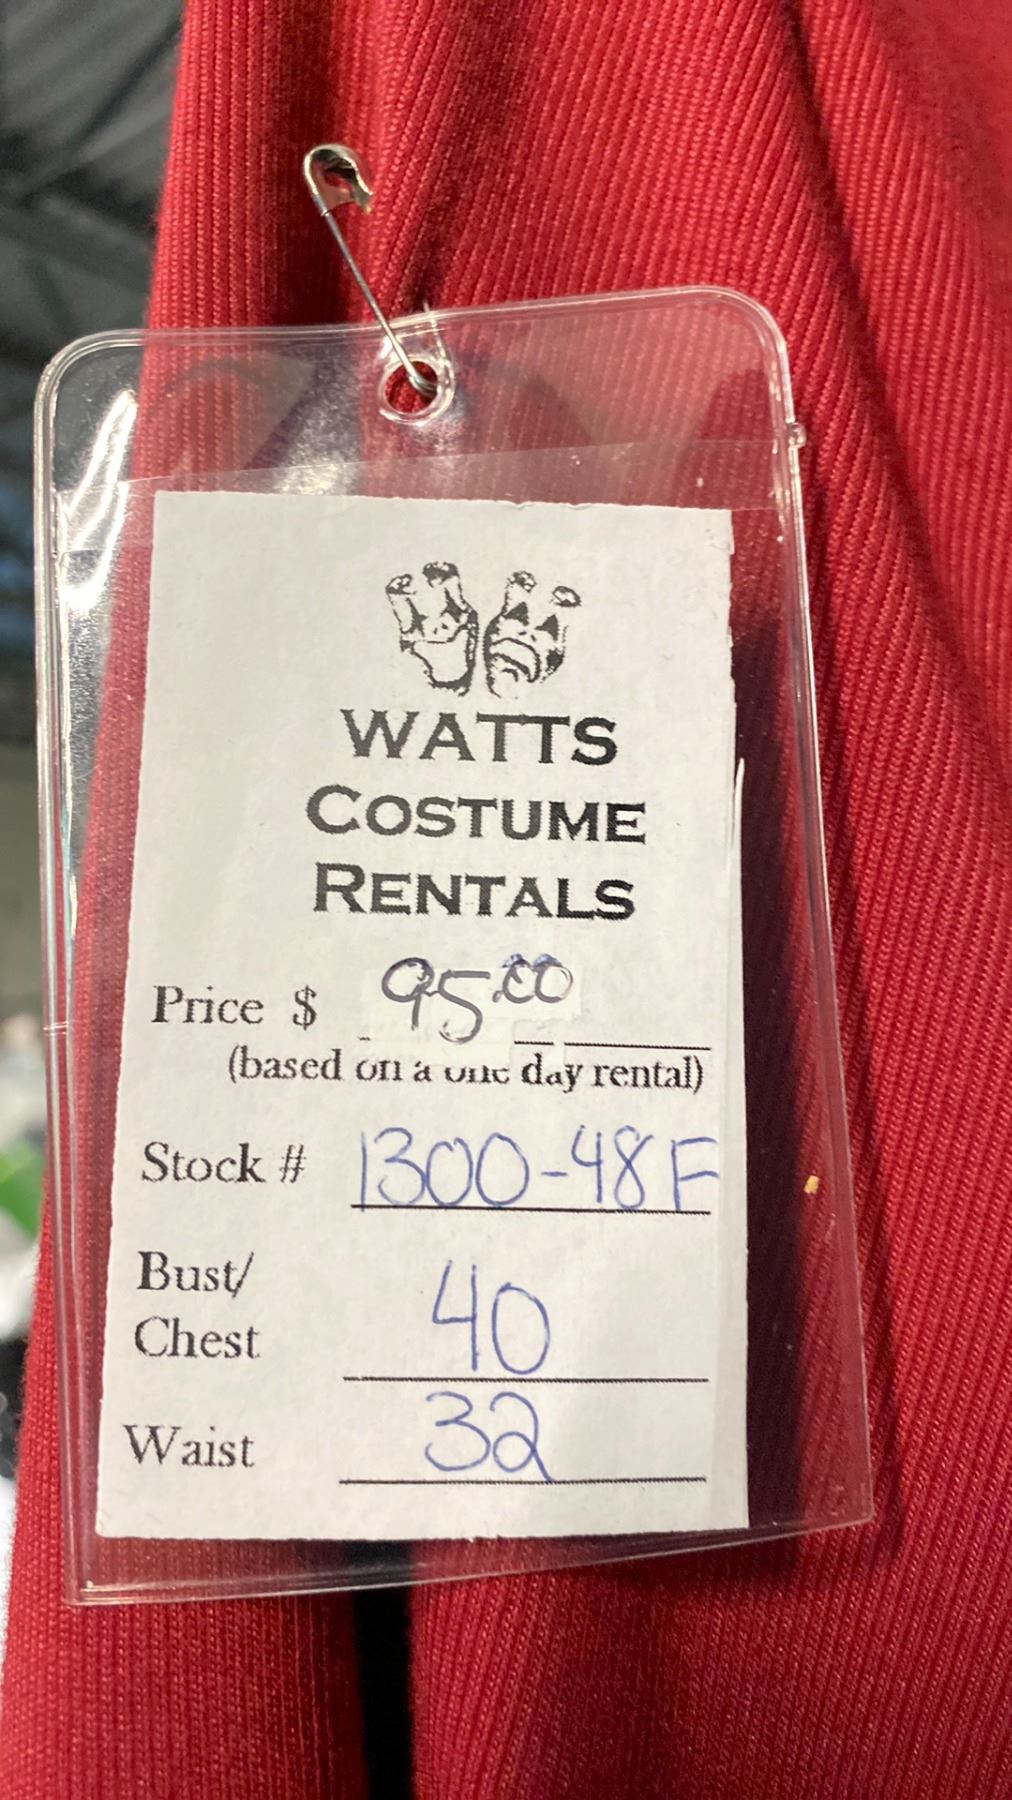 WATTS
COSTUME
RENTALS
Price $ 95.00
(based on a one day rental)
Stock # 1300-48F
Bust/
Chest 40
Waist 32